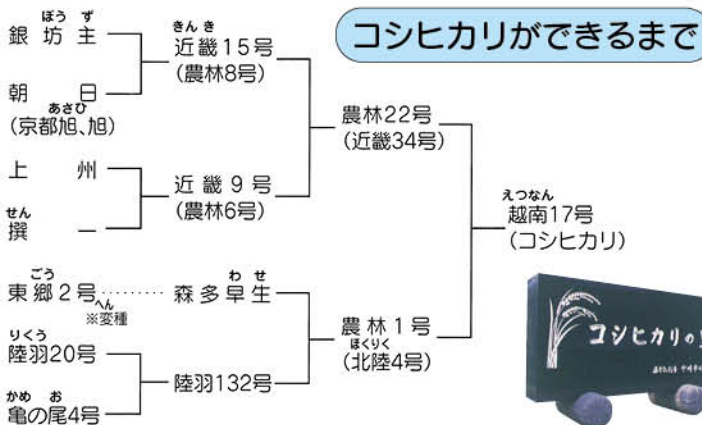 コシヒカリができるまで
ぼう ず
銀 坊 主
朝 日
あさひ
(京都旭、旭)
上 州
せん
撰 一
ごう
東郷2号
へん
※変種
りくう
陸羽20号
かめ お
亀の尾4号
きん き
近畿15号
(農林8号)
近畿9号
(農林6号)
わ せ
森多早生
陸羽132号
農林22号
(近畿34号)
農林1号
ほくりく
(北陸4号)
えつなん
越南17号
(コシヒカリ)
コシヒカリの